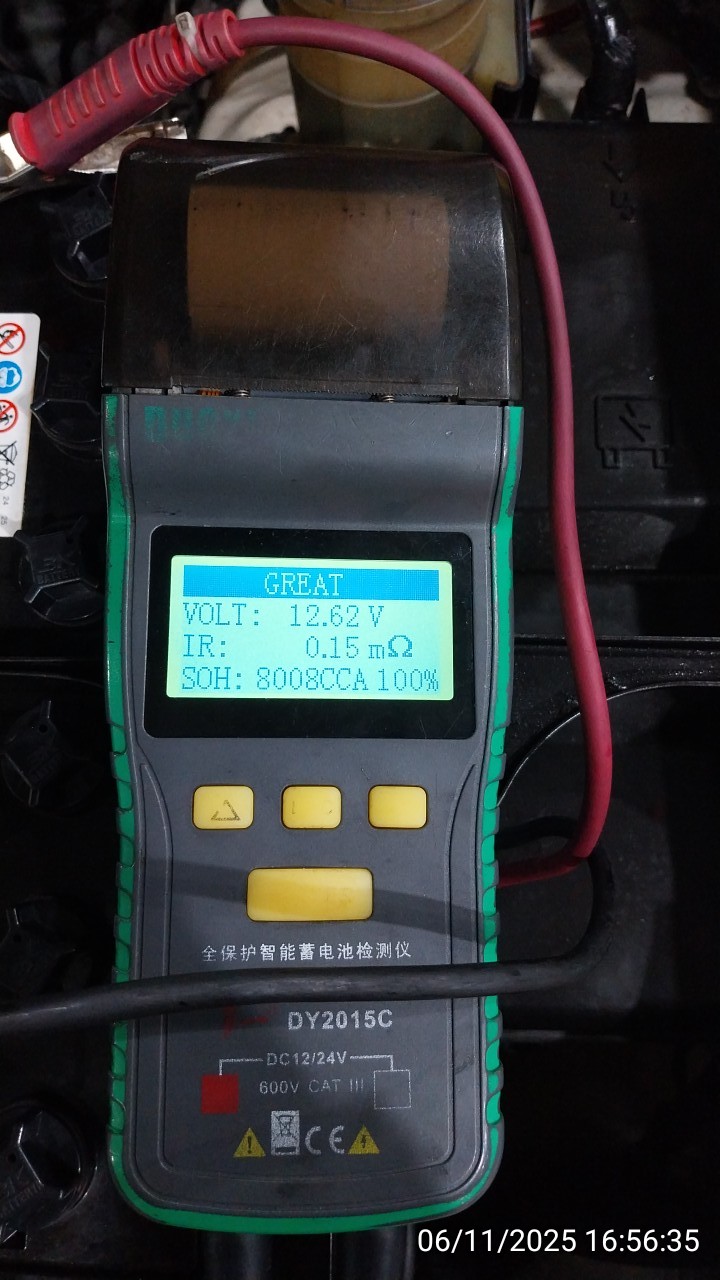 GREAT
VOLT: 12.62 V
IR: 0.15 mΩ
SOH: 8008CCA 100%
全保护智能蓄电池检测仪
DY2015C
DC12/24V
600V CAT III
CE
06/11/2025 16:56:35